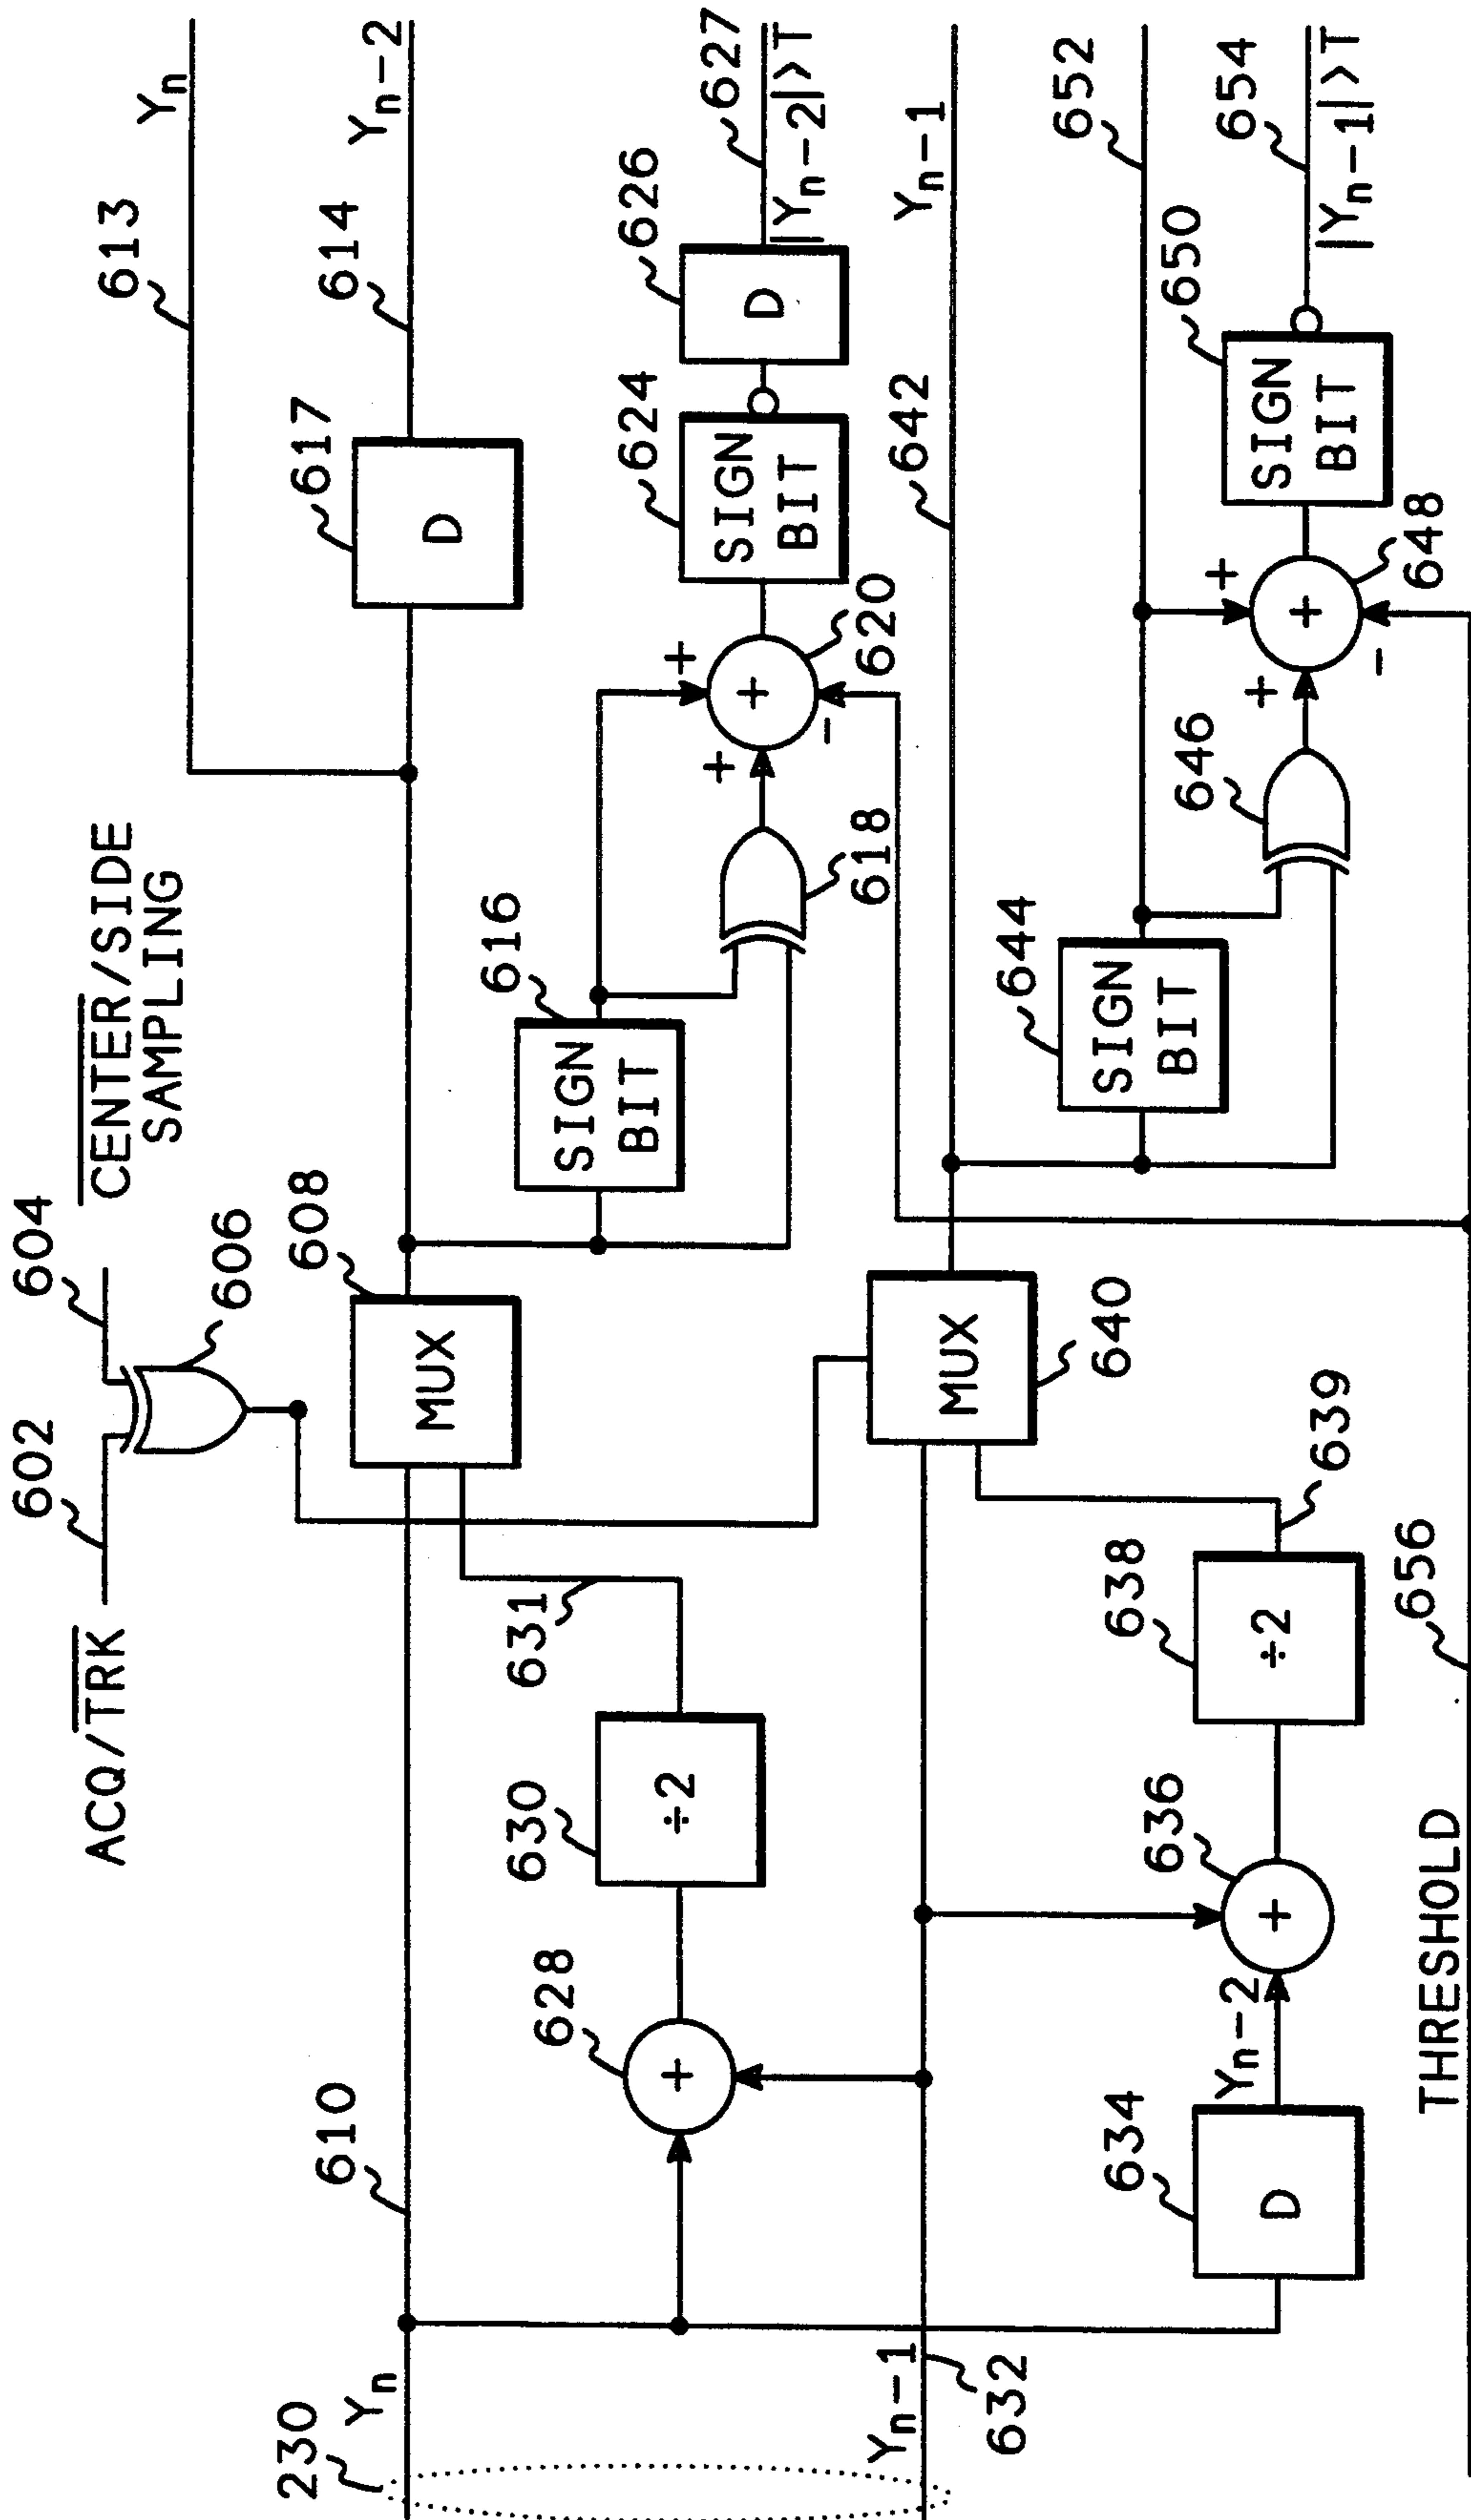 602
604
ACQ/TRK
CENTER/SIDE
SAMPLING
606
613
Yn
230
Yn
610
608
MUX
617
D
614
Yn-2
628
+
630
÷2
631
616
SIGN
BIT
618
+
+
+
-
620
624
SIGN
BIT
626
D
627
|Yn-2|>T
Yn-1
632
MUX
640
642
Yn-1
634
D
Yn-2
636
+
638
÷2
639
644
SIGN
BIT
646
+
+
+
-
648
652
650
SIGN
BIT
654
|Yn-1|>T
THRESHOLD
656